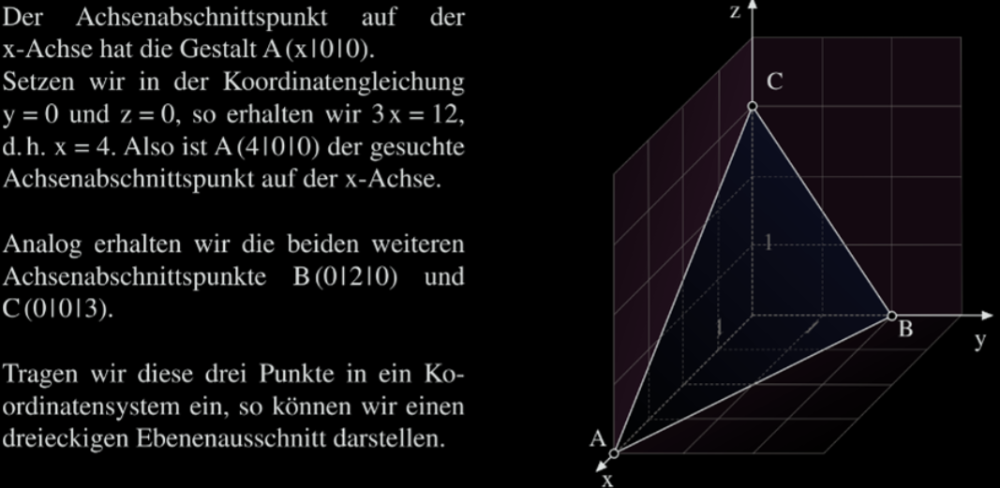 Der Achsenabschnittspunkt auf der
x-Achse hat die Gestalt A(x|0|0).
Setzen wir in der Koordinatengleichung
y = 0 und z = 0, so erhalten wir 3x = 12,
d.h. x = 4. Also ist A(4|0|0) der gesuchte
Achsenabschnittspunkt auf der x-Achse.
Analog erhalten wir die beiden weiteren
Achsenabschnittspunkte B(0|2|0) und
C(0|0|3).
Tragen wir diese drei Punkte in ein Ko-
ordinatensystem ein, so können wir einen
dreieckigen Ebenenausschnitt darstellen.
z
C
1
1
1
B
y
A
x